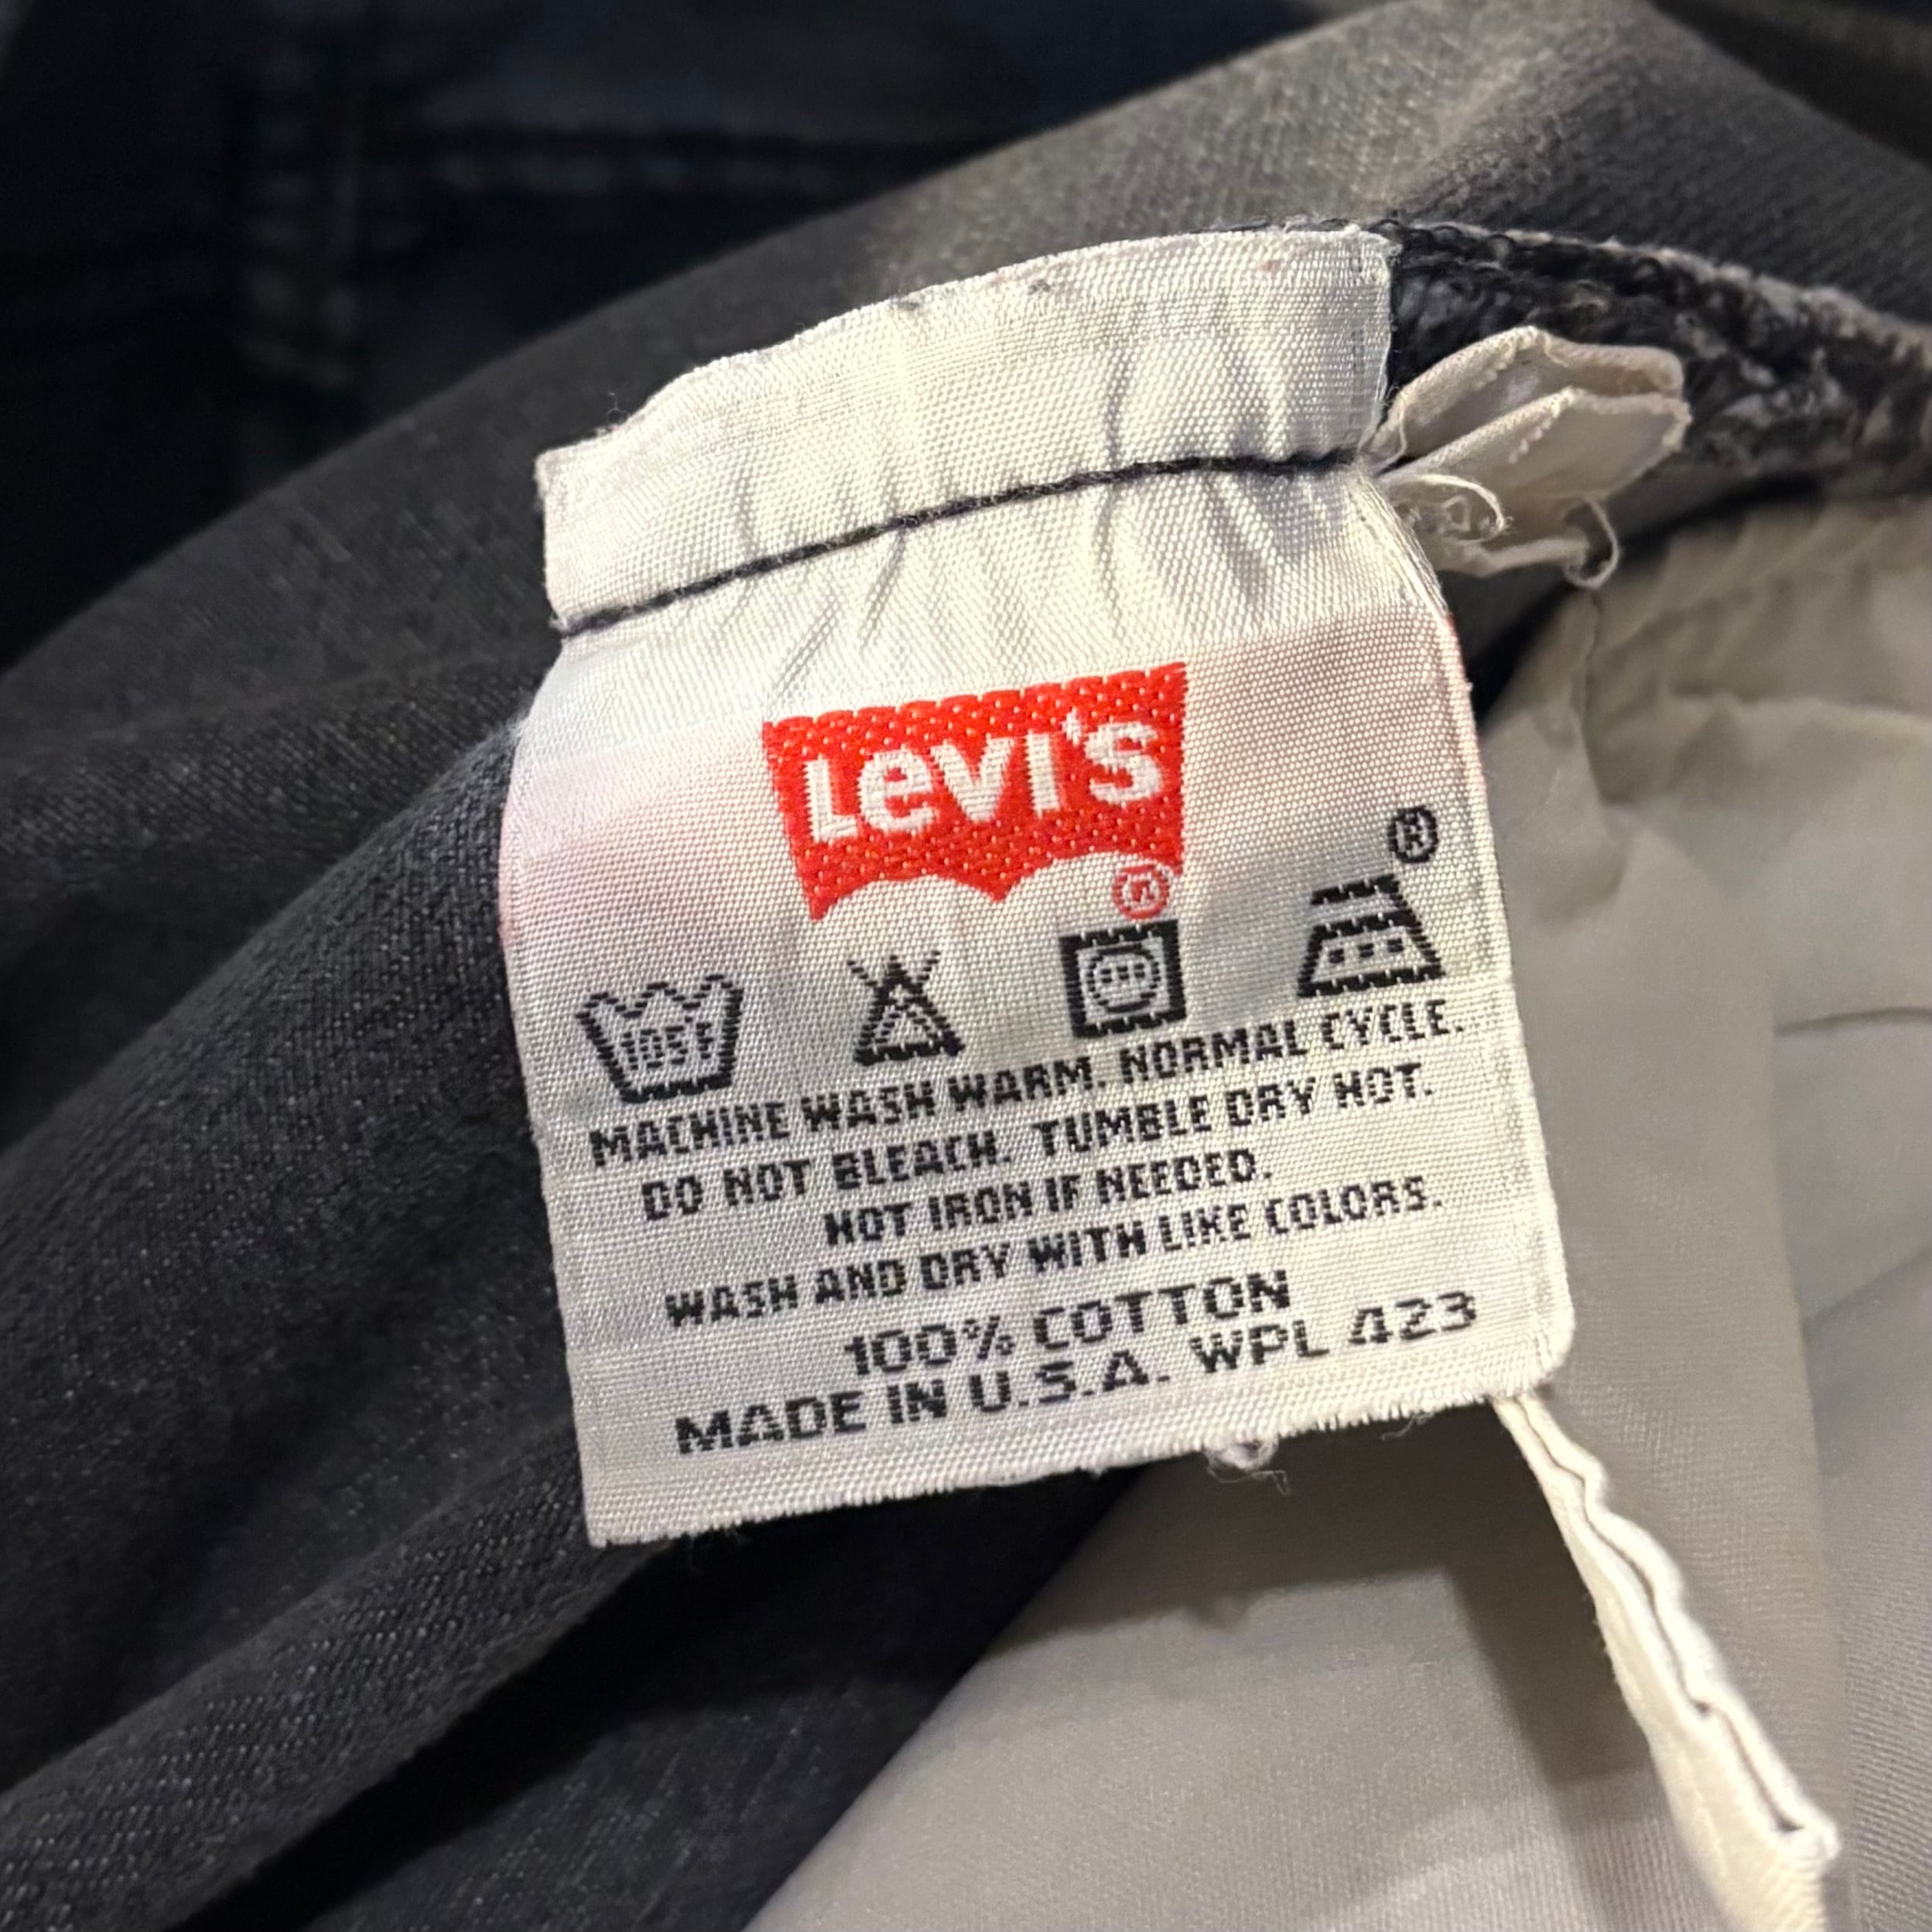 LEVI'S
®
®
105F
MACHINE WASH WARM. NORMAL CYCLE.
DO NOT BLEACH. TUMBLE DRY HOT.
HOT IRON IF NEEDED.
WASH AND DRY WITH LIKE COLORS.
100% COTTON
MADE IN U.S.A. WPL 423